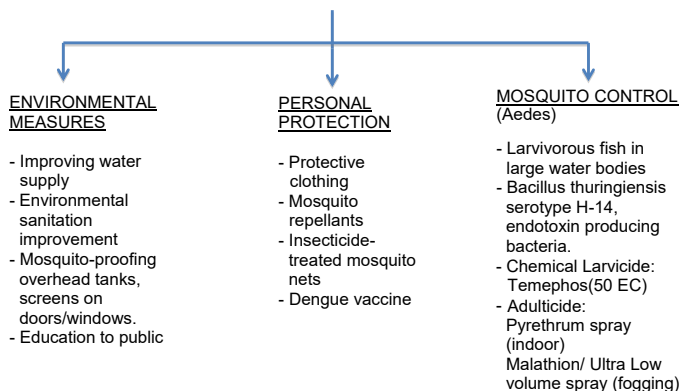 ENVIRONMENTAL
MEASURES
- Improving water
supply
- Environmental
sanitation
improvement
- Mosquito-proofing
overhead tanks,
screens on
doors/windows.
- Education to public
PERSONAL
PROTECTION
- Protective
clothing
- Mosquito
repellants
- Insecticide-
treated mosquito
nets
- Dengue vaccine
MOSQUITO CONTROL
(Aedes)
- Larvivorous fish in
large water bodies
- Bacillus thuringiensis
serotype H-14,
endotoxin producing
bacteria.
- Chemical Larvicide:
Temephos(50 EC)
- Adulticide:
Pyrethrum spray
(indoor)
Malathion/ Ultra Low
volume spray (fogging)